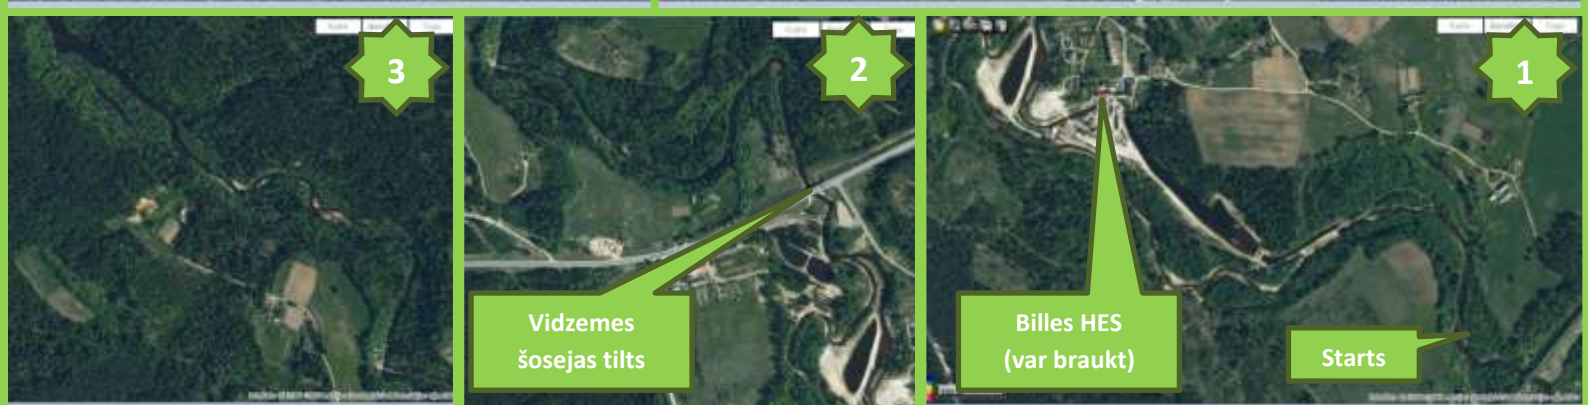 3
2
1
Vidzemes
šosejas tilts
Billes HES
(var braukt)
Starts